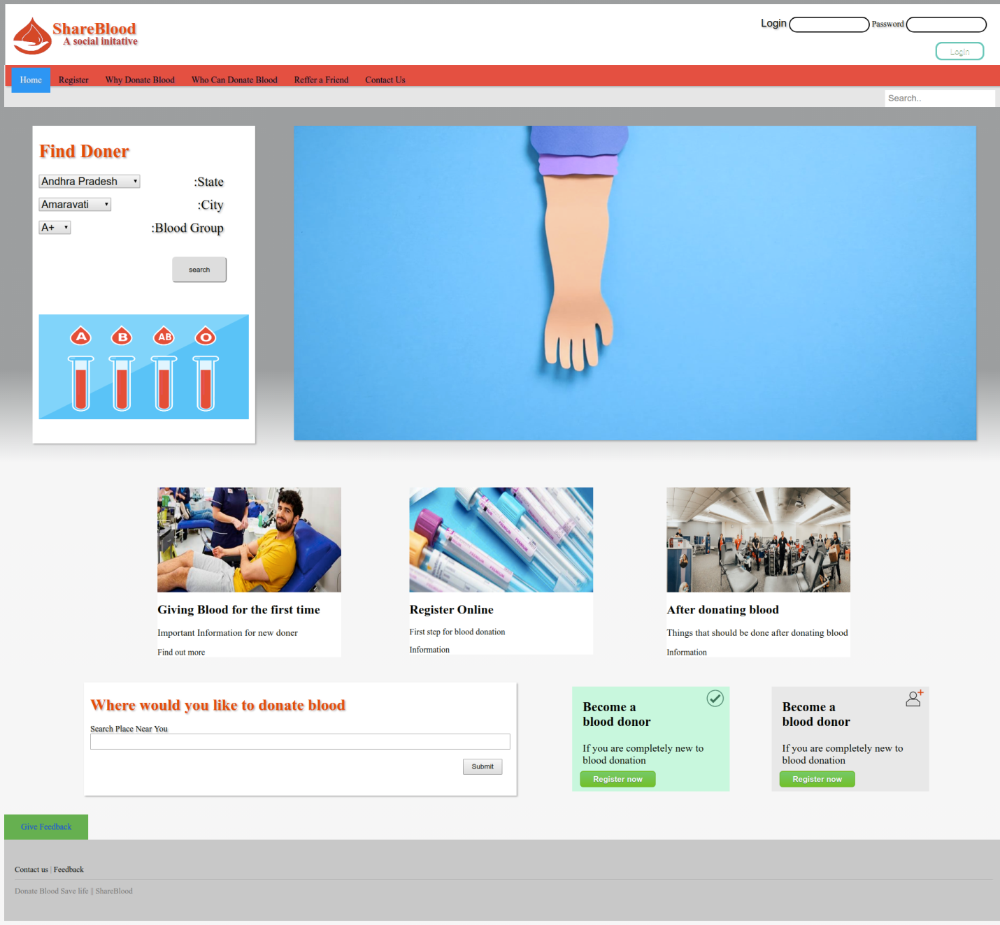 ShareBlood
A social initative
Login
Password
Login
Home
Register
Why Donate Blood
Who Can Donate Blood
Reffer a Friend
Contact Us
Search..
Find Doner
Andhra Pradesh
:State
Amaravati
:City
A+
:Blood Group
search
A
B
AB
O
PREMIUM
PREMIUM
PREMIUM
PREMIUM
Giving Blood for the first time
Important Information for new doner
Find out more
Register Online
First step for blood donation
Information
After donating blood
Things that should be done after donating blood
Information
Where would you like to donate blood
Search Place Near You
Submit
Become a
blood donor
If you are completely new to
blood donation
Register now
Become a
blood donor
If you are completely new to
blood donation
Register now
Give Feedback
Contact us | Feedback
Donate Blood Save life || ShareBlood